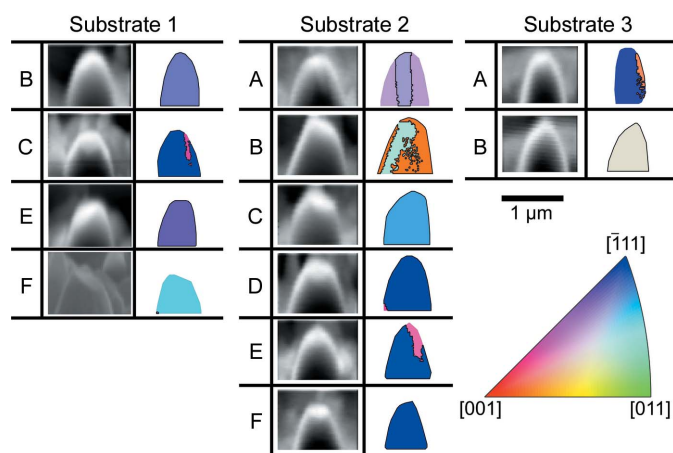 Substrate 1
B
C
E
F
Substrate 2
A
B
C
D
E
F
Substrate 3
A
B
1 μm
[1̄11]
[001]
[011]